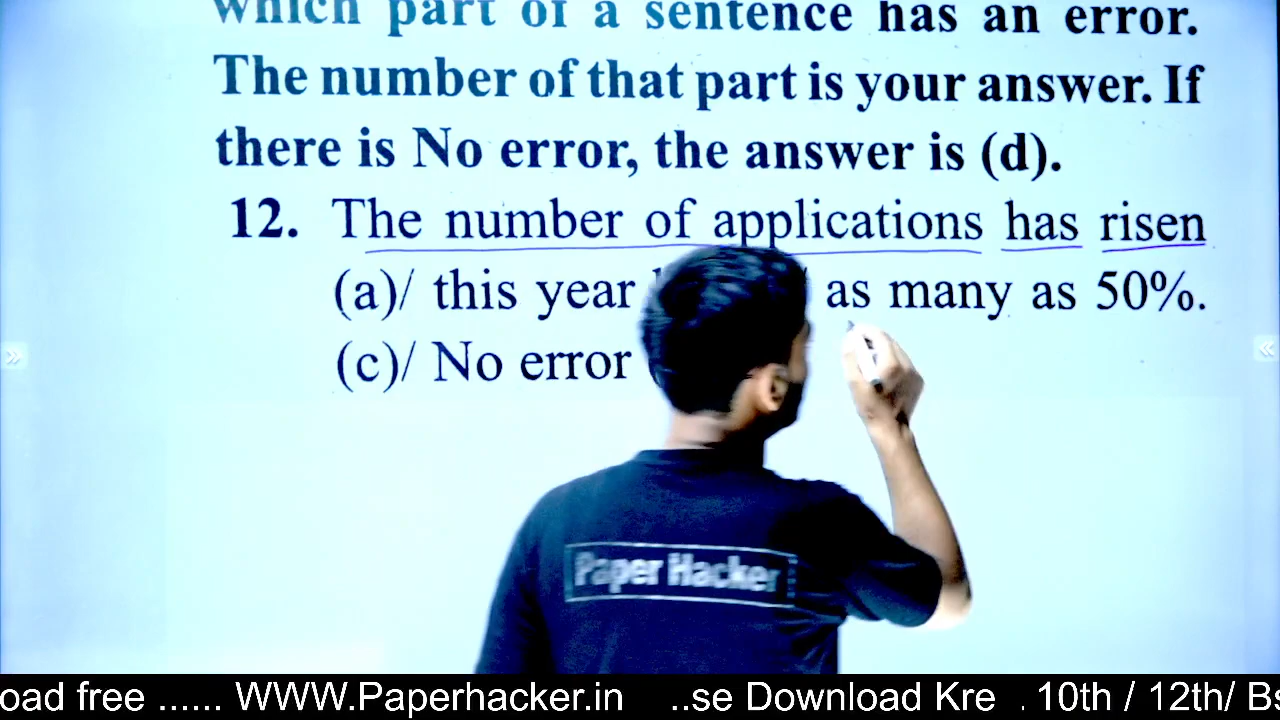 which part of a sentence has an error.
The number of that part is your answer. If
there is No error, the answer is (d).
12. The number of applications has risen
(a)/ this year as many as 50%.
(c)/ No error
Paper Hacker
oad free ...... WWW.Paperhacker.in ..se Download Kre . 10th / 12th/ Bs